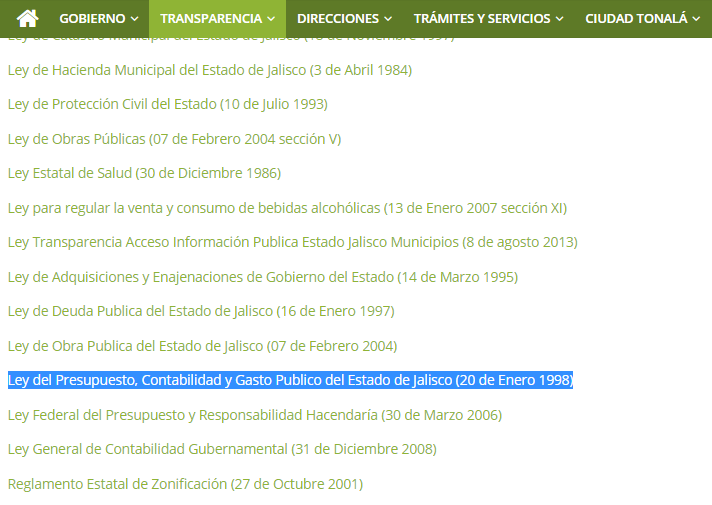 GOBIERNO TRANSPARENCIA DIRECCIONES TRÁMITES Y SERVICIOS CIUDAD TONALÁ
Ley de Catastro Municipal del Estado de Jalisco (18 de Noviembre 1997)
Ley de Hacienda Municipal del Estado de Jalisco (3 de Abril 1984)
Ley de Protección Civil del Estado (10 de Julio 1993)
Ley de Obras Públicas (07 de Febrero 2004 sección V)
Ley Estatal de Salud (30 de Diciembre 1986)
Ley para regular la venta y consumo de bebidas alcohólicas (13 de Enero 2007 sección XI)
Ley Transparencia Acceso Información Publica Estado Jalisco Municipios (8 de agosto 2013)
Ley de Adquisiciones y Enajenaciones de Gobierno del Estado (14 de Marzo 1995)
Ley de Deuda Publica del Estado de Jalisco (16 de Enero 1997)
Ley de Obra Publica del Estado de Jalisco (07 de Febrero 2004)
Ley del Presupuesto, Contabilidad y Gasto Publico del Estado de Jalisco (20 de Enero 1998)
Ley Federal del Presupuesto y Responsabilidad Hacendaría (30 de Marzo 2006)
Ley General de Contabilidad Gubernamental (31 de Diciembre 2008)
Reglamento Estatal de Zonificación (27 de Octubre 2001)